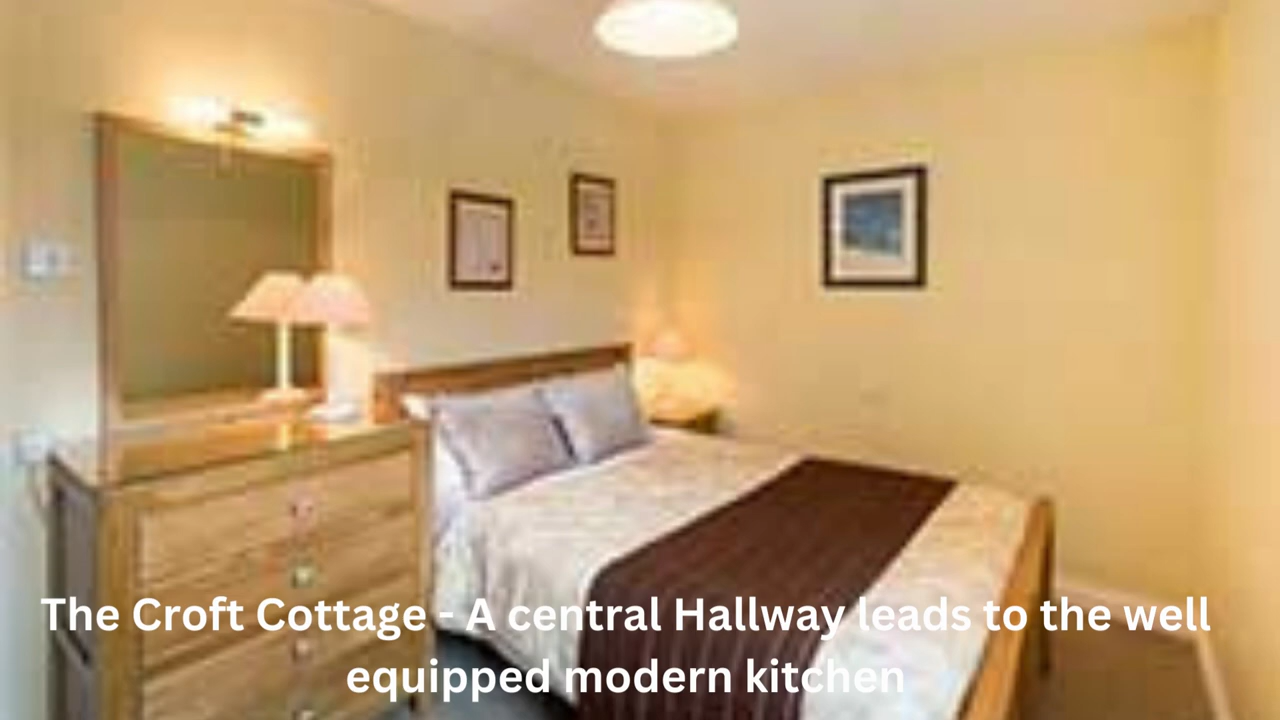 The Croft Cottage - A central Hallway leads to the well
equipped modern kitchen